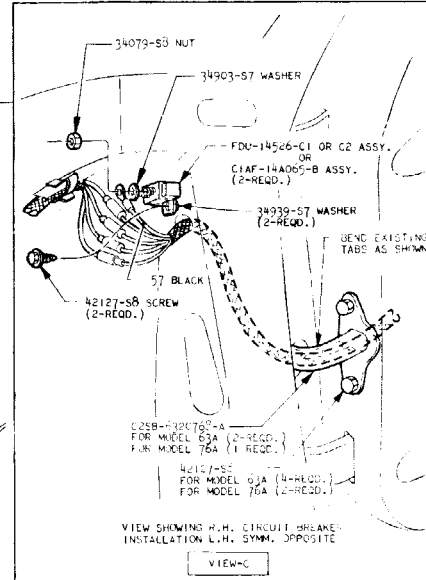 34079-S8 NUT
34903-S7 WASHER
FDU-14526-C1 OR C2 ASSY.
OR
C1AF-14A065-B ASSY.
(2-REQD.)
34939-S7 WASHER
(2-REQD.)
BEND EXISTING
TABS AS SHOWN
57 BLACK
42127-S8 SCREW
(2-REQD.)
FOR MODEL 63A (2-REQD.)
FOR MODEL 76A (1 REQD.)
FOR MODEL 63A (4-REQD.)
FOR MODEL 76A (2-REQD.)
VIEW SHOWING R.H. CIRCUIT BREAKER
INSTALLATION L.H. SYMM. OPPOSITE
VIEW-C